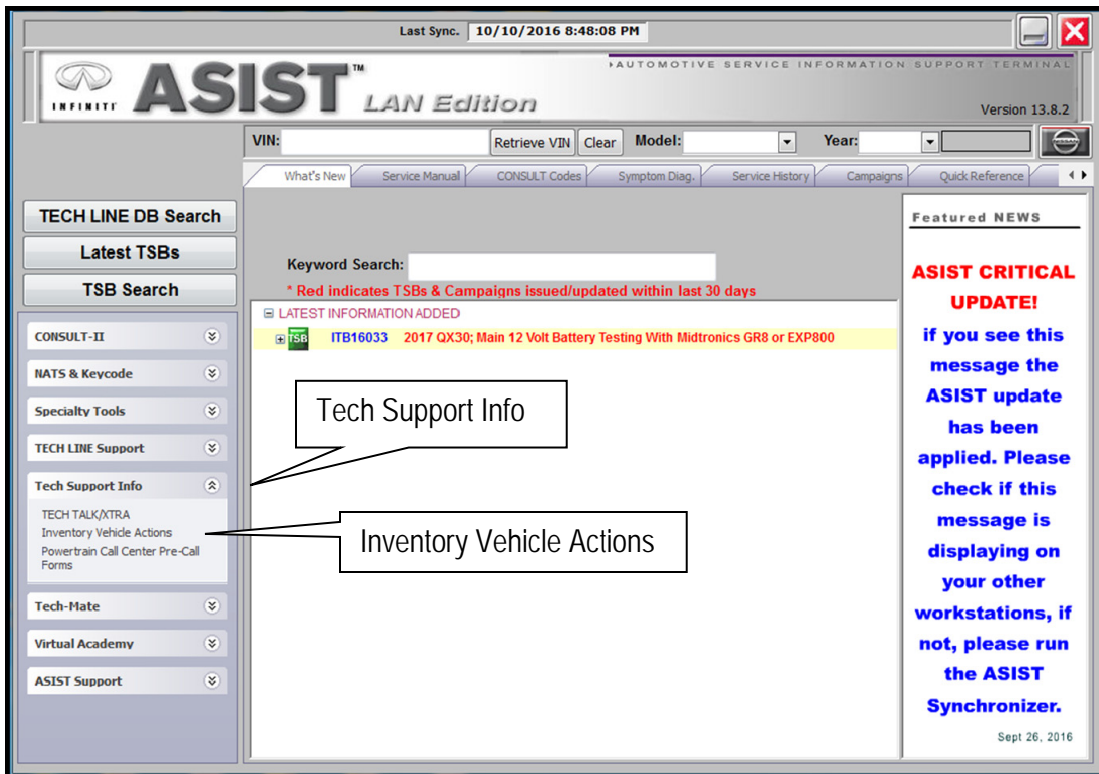 Last Sync. 10/10/2016 8:48:08 PM
INFINITI
ASIST™
LAN Edition
AUTOMOTIVE SERVICE INFORMATION SUPPORT TERMINAL
Version 13.8.2
VIN: Retrieve VIN Clear Model: Year: NISSAN
What's New Service Manual CONSULT Codes Symptom Diag. Service History Campaigns Quick Reference
TECH LINE DB Search
Latest TSBs
TSB Search
CONSULT-II
NATS & Keycode
Specialty Tools
TECH LINE Support
Tech Support Info
TECH TALK/XTRA
Inventory Vehicle Actions
Powertrain Call Center Pre-Call
Forms
Tech-Mate
Virtual Academy
ASIST Support
Keyword Search:
* Red indicates TSBs & Campaigns issued/updated within last 30 days
LATEST INFORMATION ADDED
TSB ITB16033 2017 QX30; Main 12 Volt Battery Testing With Midtronics GR8 or EXP800
Tech Support Info
Inventory Vehicle Actions
Featured NEWS
ASIST CRITICAL
UPDATE!
if you see this
message the
ASIST update
has been
applied. Please
check if this
message is
displaying on
your other
workstations, if
not, please run
the ASIST
Synchronizer.
Sept 26, 2016